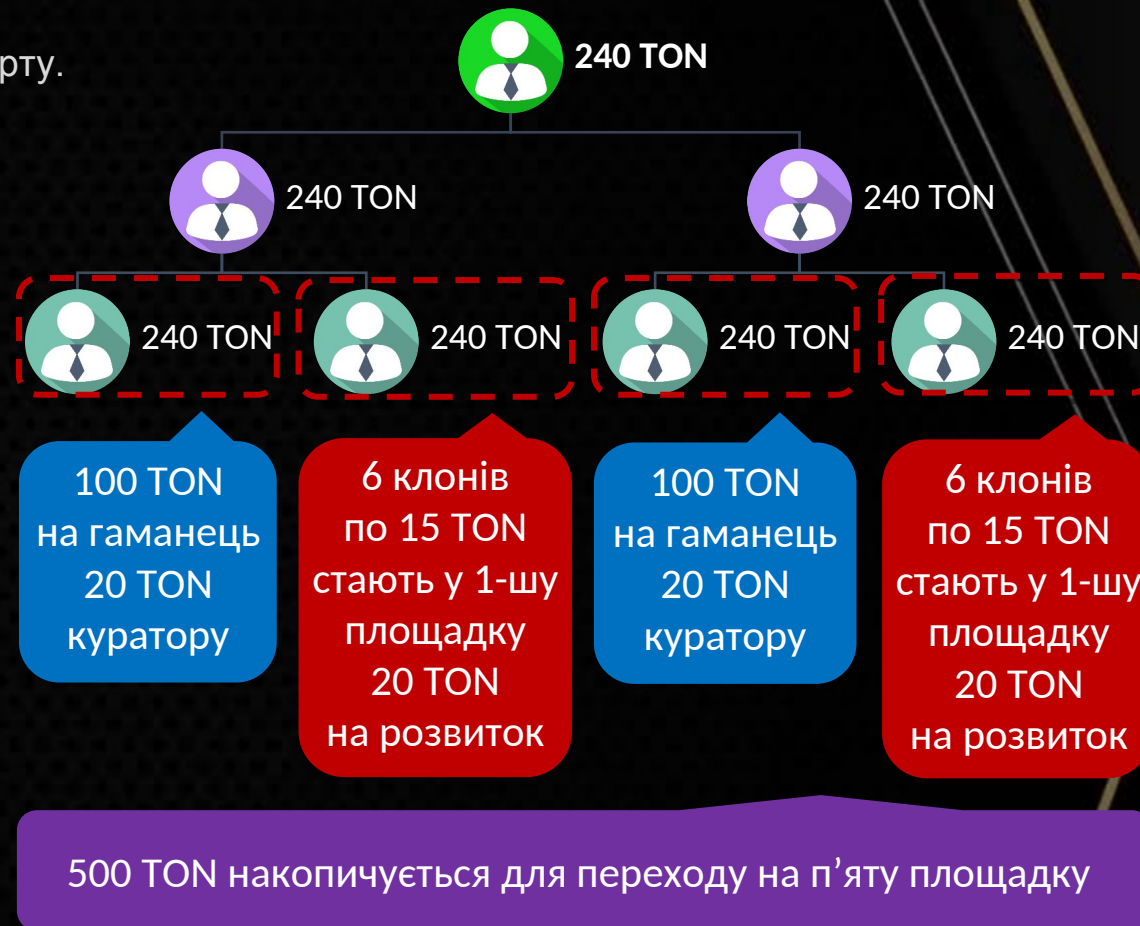 240 TON
рту.
240 TON
240 TON
240 TON
240 TON
240 TON
240 TON
100 TON
на гаманець
20 TON
куратору
6 клонів
по 15 TON
стають у 1-шу
площадку
20 TON
на розвиток
100 TON
на гаманець
20 TON
куратору
6 клонів
по 15 TON
стають у 1-шу
площадку
20 TON
на розвиток
500 TON накопичується для переходу на п’яту площадку